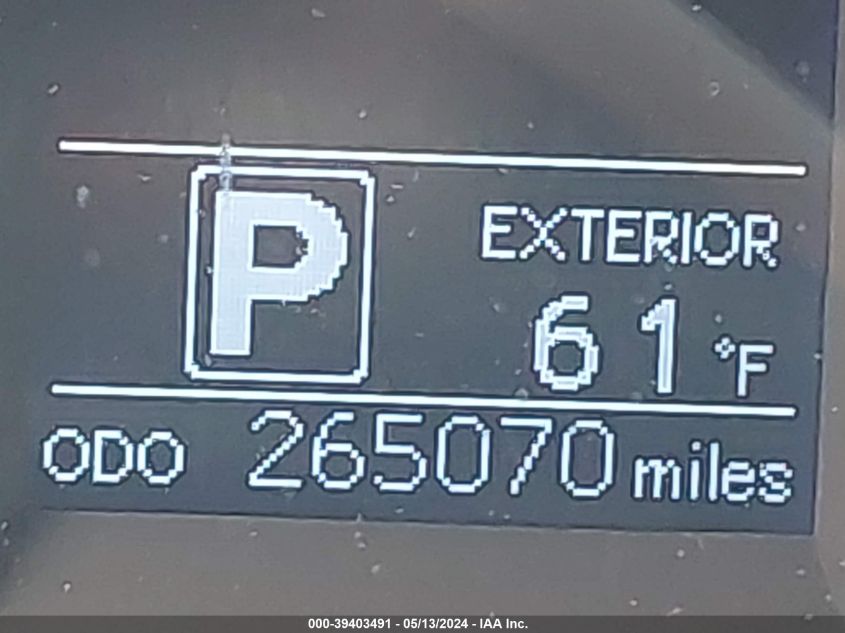 P
EXTERIOR
61 °F
ODO 265070 miles
000-39403491 - 05/13/2024 - IAA Inc.